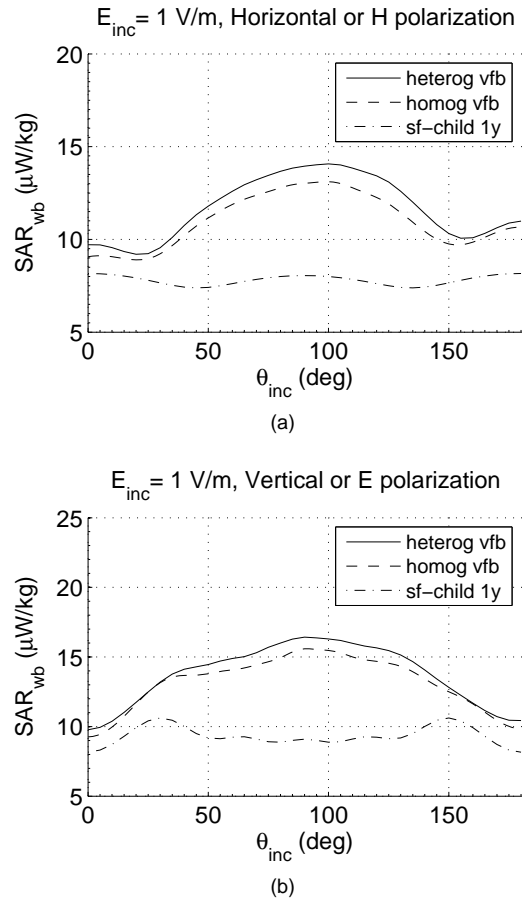 E_inc= 1 V/m, Horizontal or H polarization
20
15
10
5
SAR_wb (μW/kg)
heterog vfb
homog vfb
sf−child 1y
0 50 100 150
θ_inc (deg)
(a)
E_inc= 1 V/m, Vertical or E polarization
25
20
15
10
5
SAR_wb (μW/kg)
heterog vfb
homog vfb
sf−child 1y
0 50 100 150
θ_inc (deg)
(b)